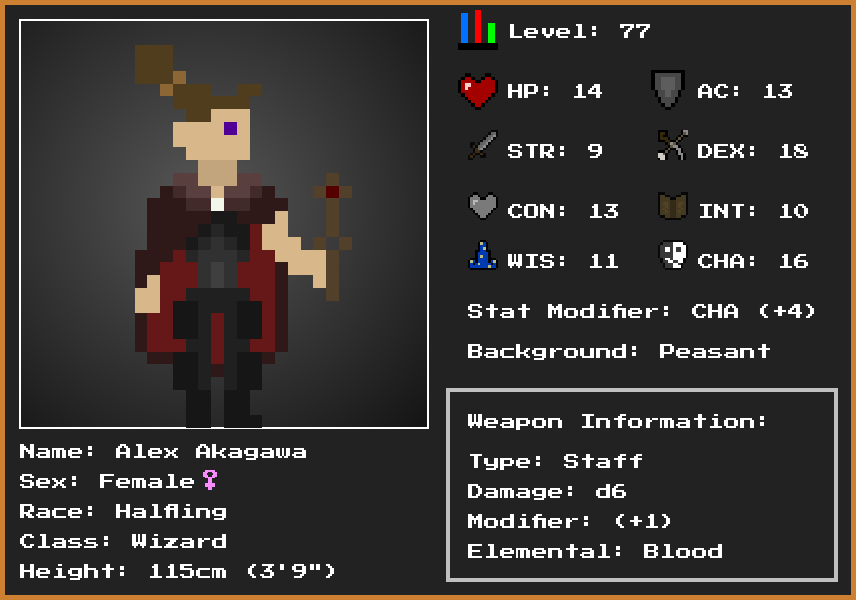 Level: 77
HP: 14
AC: 13
STR: 9
DEX: 18
CON: 13
INT: 10
WIS: 11
CHA: 16
Stat Modifier: CHA (+4)
Background: Peasant
Weapon Information:
Type: Staff
Damage: d6
Modifier: (+1)
Elemental: Blood
Name: Alex Akagawa
Sex: Female♀
Race: Halfling
Class: Wizard
Height: 115cm (3'9")